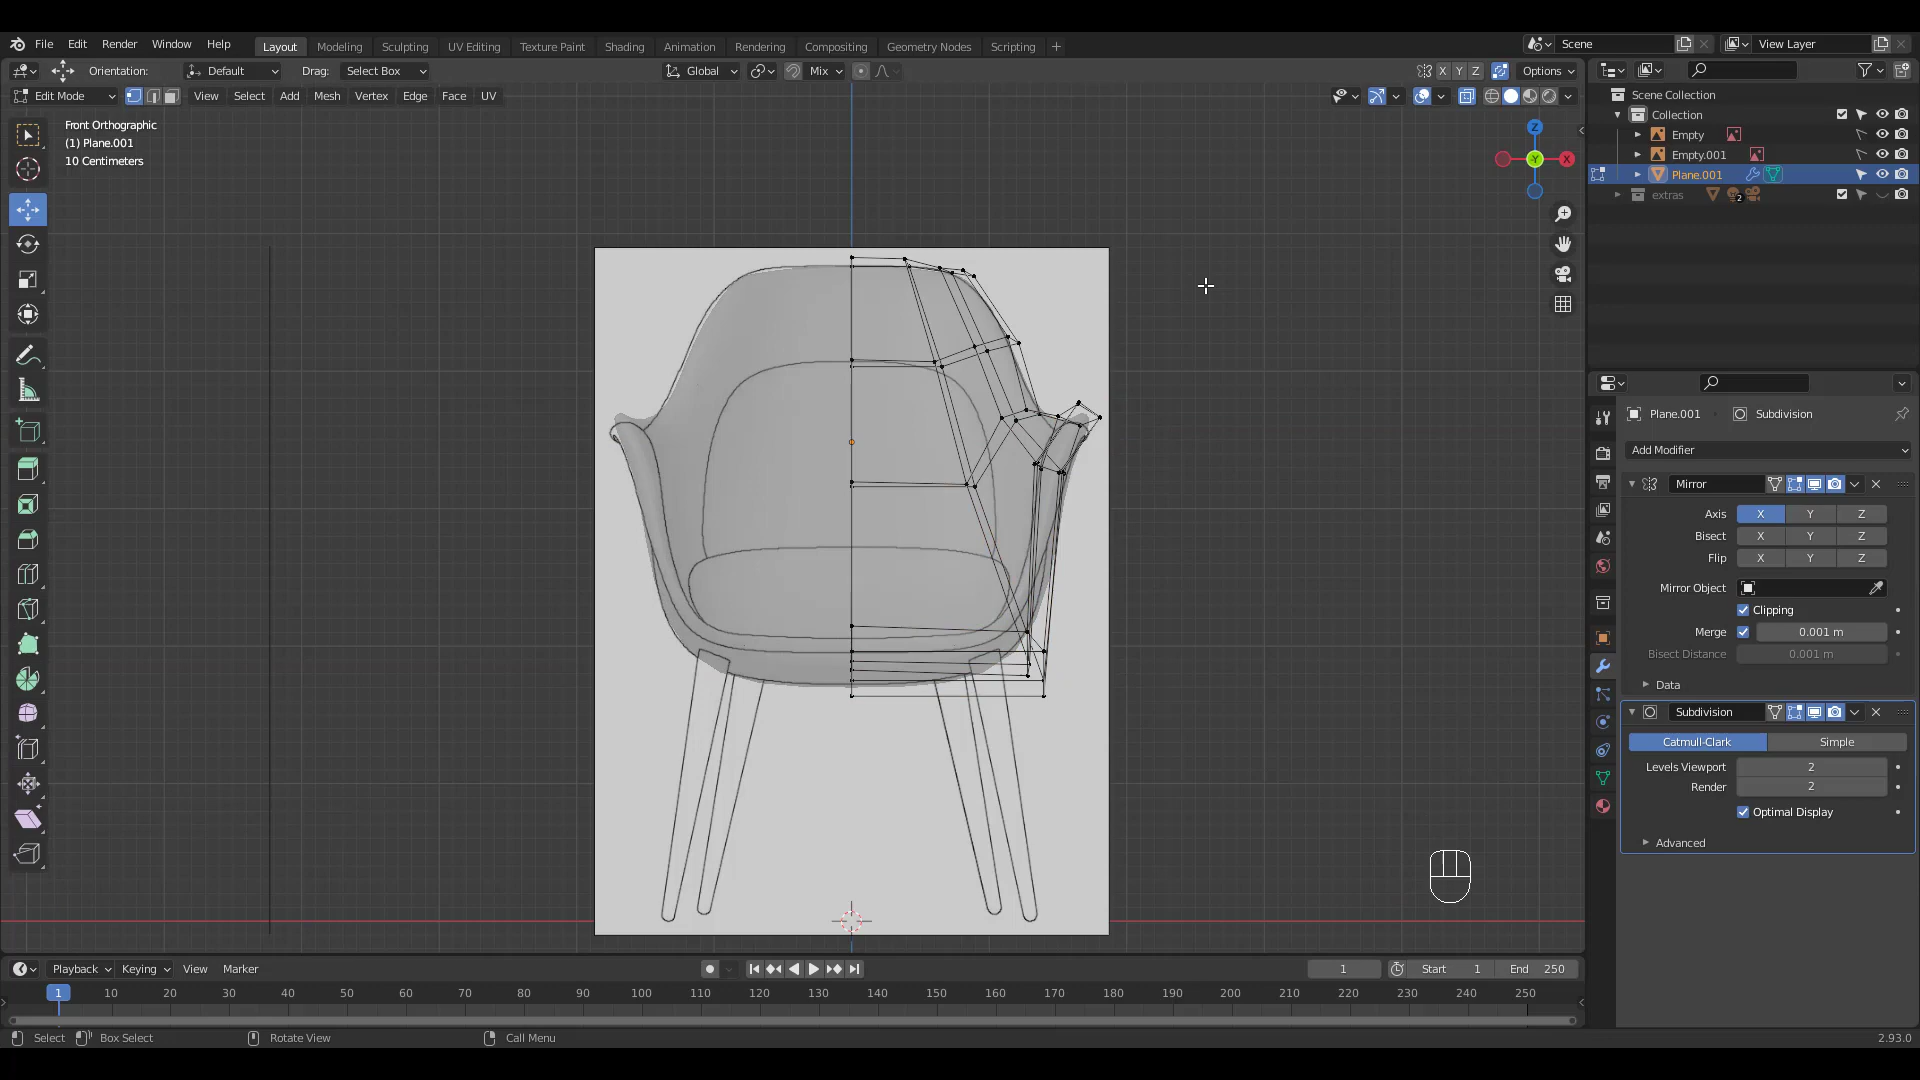 File Edit Render Window Help Layout Modeling Sculpting UV Editing Texture Paint Shading Animation Rendering Compositing Geometry Nodes Scripting + Scene View Layer
Orientation: Default Drag: Select Box Global Mix X Y Z Options
Edit Mode View Select Add Mesh Vertex Edge Face UV
Front Orthographic
(1) Plane.001
10 Centimeters
Z
Y
X
Scene Collection
Collection
Empty
Empty.001
Plane.001
extras 2
Plane.001 Subdivision
Add Modifier
Mirror
Axis X Y Z
Bisect X Y Z
Flip X Y Z
Mirror Object
Clipping
Merge 0.001 m
Bisect Distance 0.001 m
Data
Subdivision
Catmull-Clark Simple
Levels Viewport 2
Render 2
Optimal Display
Advanced
Playback Keying View Marker 1 Start 1 End 250
1 10 20 30 40 50 60 70 80 90 100 110 120 130 140 150 160 170 180 190 200 210 220 230 240 250
Select Box Select Rotate View Call Menu 2.93.0